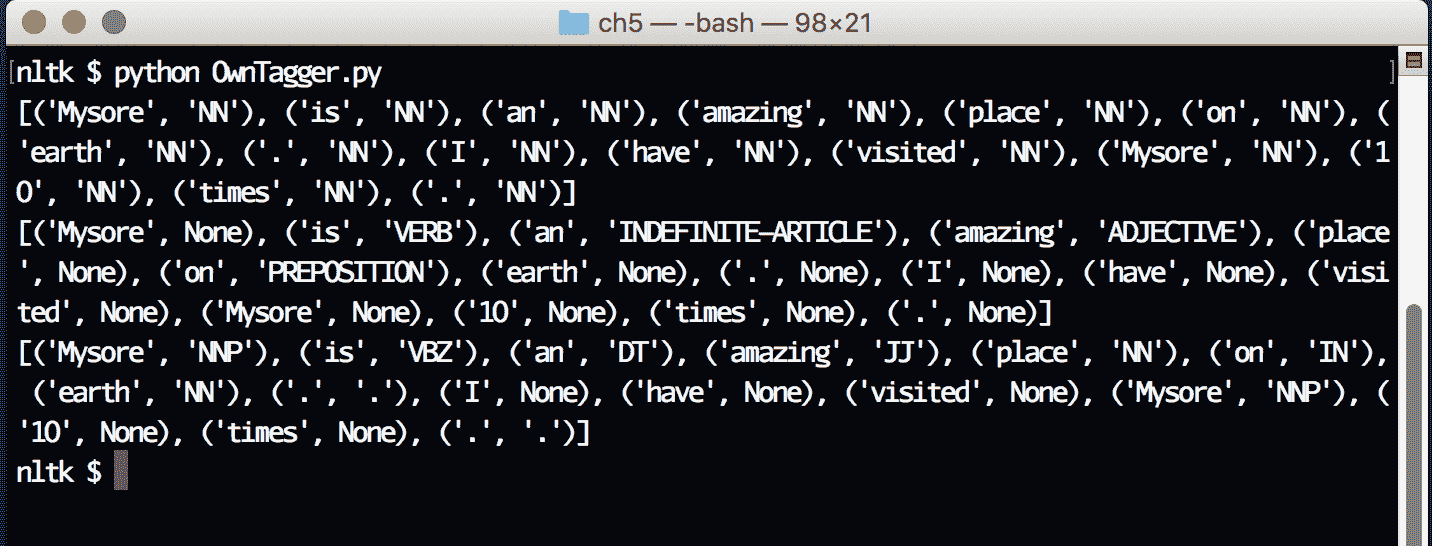 ch5 — -bash — 98×21
[nltk $ python OwnTagger.py ]
[('Mysore', 'NN'), ('is', 'NN'), ('an', 'NN'), ('amazing', 'NN'), ('place', 'NN'), ('on', 'NN'), (
'earth', 'NN'), ('.', 'NN'), ('I', 'NN'), ('have', 'NN'), ('visited', 'NN'), ('Mysore', 'NN'), ('1
0', 'NN'), ('times', 'NN'), ('.', 'NN')]
[('Mysore', None), ('is', 'VERB'), ('an', 'INDEFINITE-ARTICLE'), ('amazing', 'ADJECTIVE'), ('place
', None), ('on', 'PREPOSITION'), ('earth', None), ('.', None), ('I', None), ('have', None), ('visi
ted', None), ('Mysore', None), ('10', None), ('times', None), ('.', None)]
[('Mysore', 'NNP'), ('is', 'VBZ'), ('an', 'DT'), ('amazing', 'JJ'), ('place', 'NN'), ('on', 'IN'),
 ('earth', 'NN'), ('.', '.'), ('I', None), ('have', None), ('visited', None), ('Mysore', 'NNP'), (
'10', None), ('times', None), ('.', '.')]
nltk $